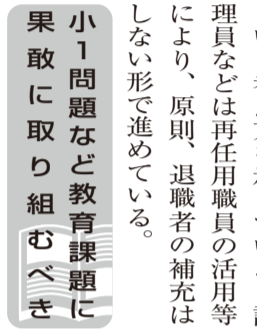 理員などは再任用職員の活用等
により、原則、退職者の補充は
しない形で進めている。
小1問題など教育課題に
果敢に取り組むべき